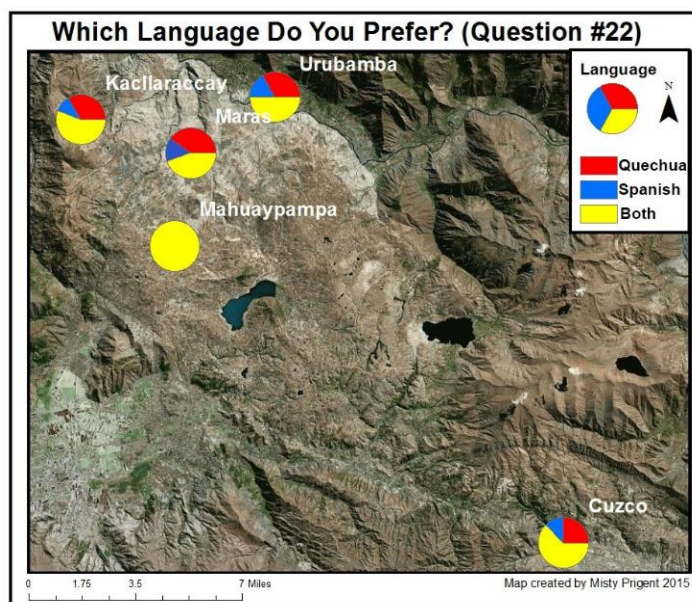 Which Language Do You Prefer? (Question #22)
Urubamba
Kacllaraccay
Maras
Mahuaypampa
Cuzco
Language
N
Quechua
Spanish
Both
0 1.75 3.5 7 Miles
Map created by Misty Prigent 2015